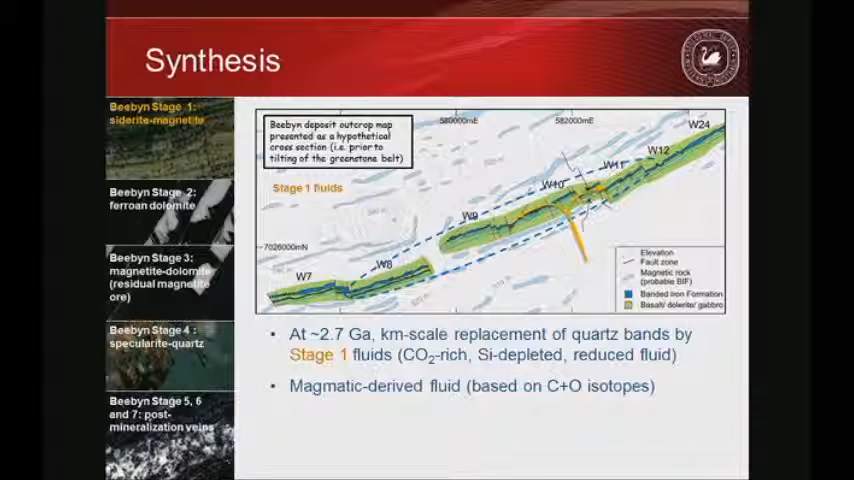 Synthesis
Beebyn Stage 1:
siderite-magnetite
Beebyn Stage 2:
ferroan dolomite
Beebyn Stage 3:
magnetite-dolomite
(residual magnetite
ore)
Beebyn Stage 4 :
specularite-quartz
Beebyn Stage 5, 6
and 7: post-
mineralization veins
Beebyn deposit outcrop map
presented as a hypothetical
cross section (i.e. prior to
tilting of the greenstone belt)
Stage 1 fluids
580000mE
582000mE
7026000mN
W7
W8
W9
W10
W11
W12
W24
Elevation
Fault zone
Magnetic rock
(probable BIF)
Banded Iron Formation
Basalt/ dolerite/ gabbro
• At ~2.7 Ga, km-scale replacement of quartz bands by
Stage 1 fluids (CO2-rich, Si-depleted, reduced fluid)
• Magmatic-derived fluid (based on C+O isotopes)